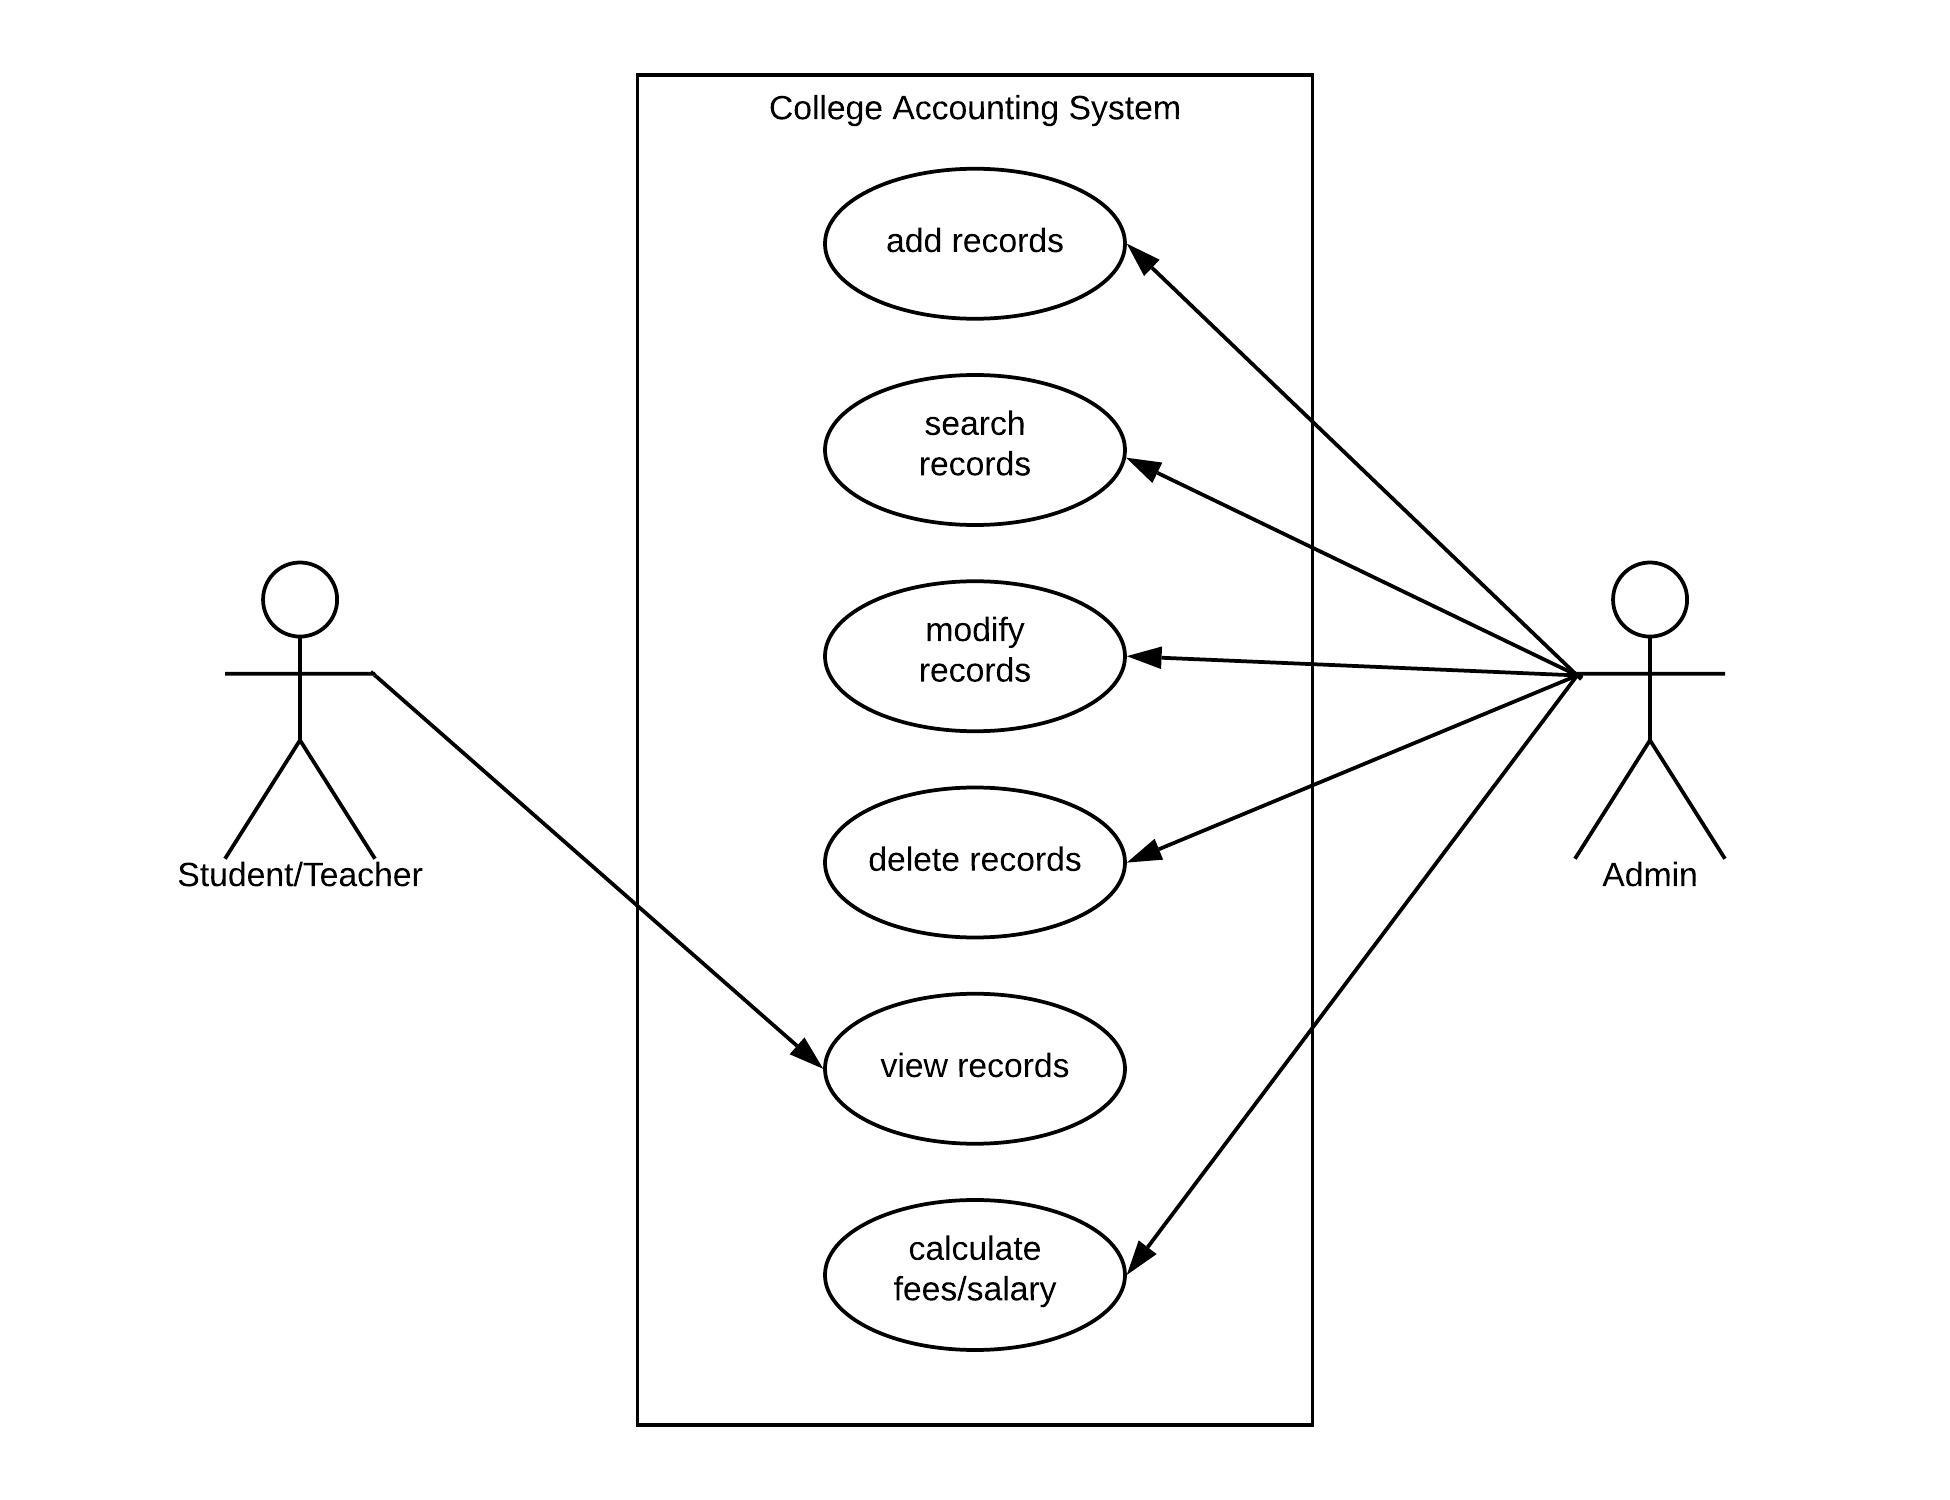 College Accounting System
add records
search
records
modify
records
delete records
Student/Teacher
Admin
view records
calculate
fees/salary